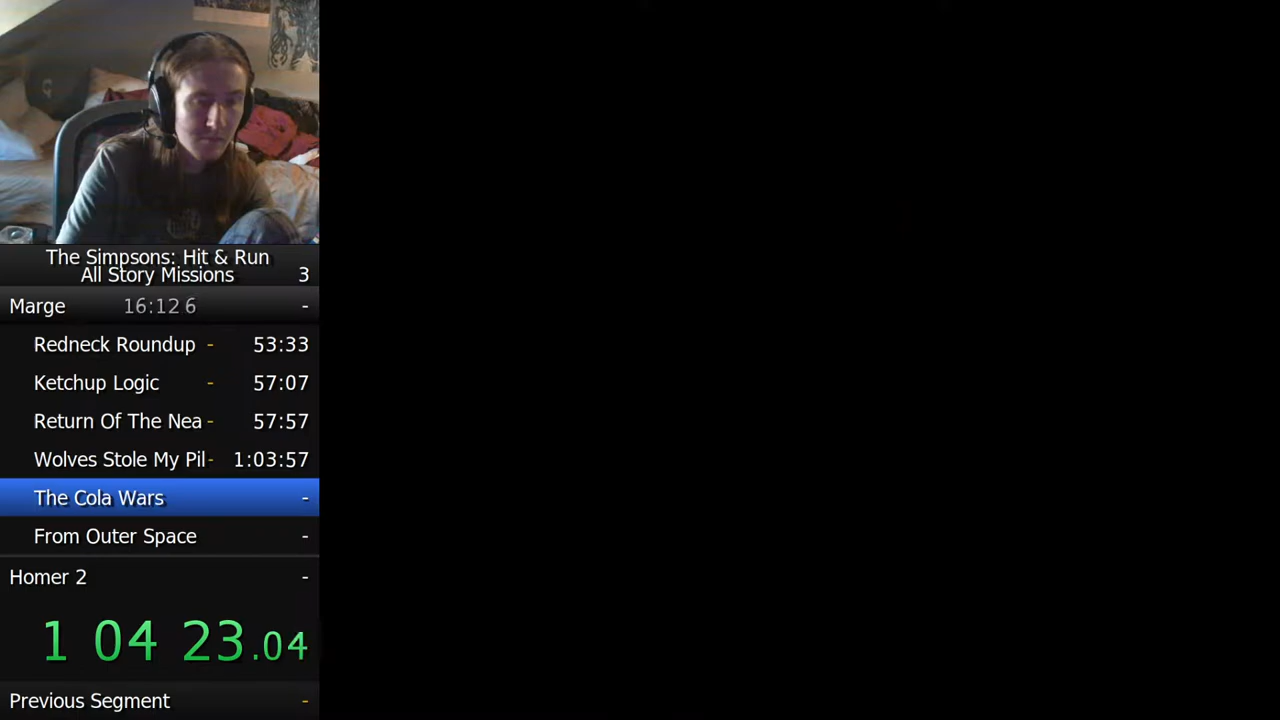 The Simpsons: Hit & Run
All Story Missions 3
Marge 16:12 6 -
Redneck Roundup - 53:33
Ketchup Logic - 57:07
Return Of The Nea - 57:57
Wolves Stole My Pil - 1:03:57
The Cola Wars -
From Outer Space -
Homer 2 -
1 04 23.04
Previous Segment -